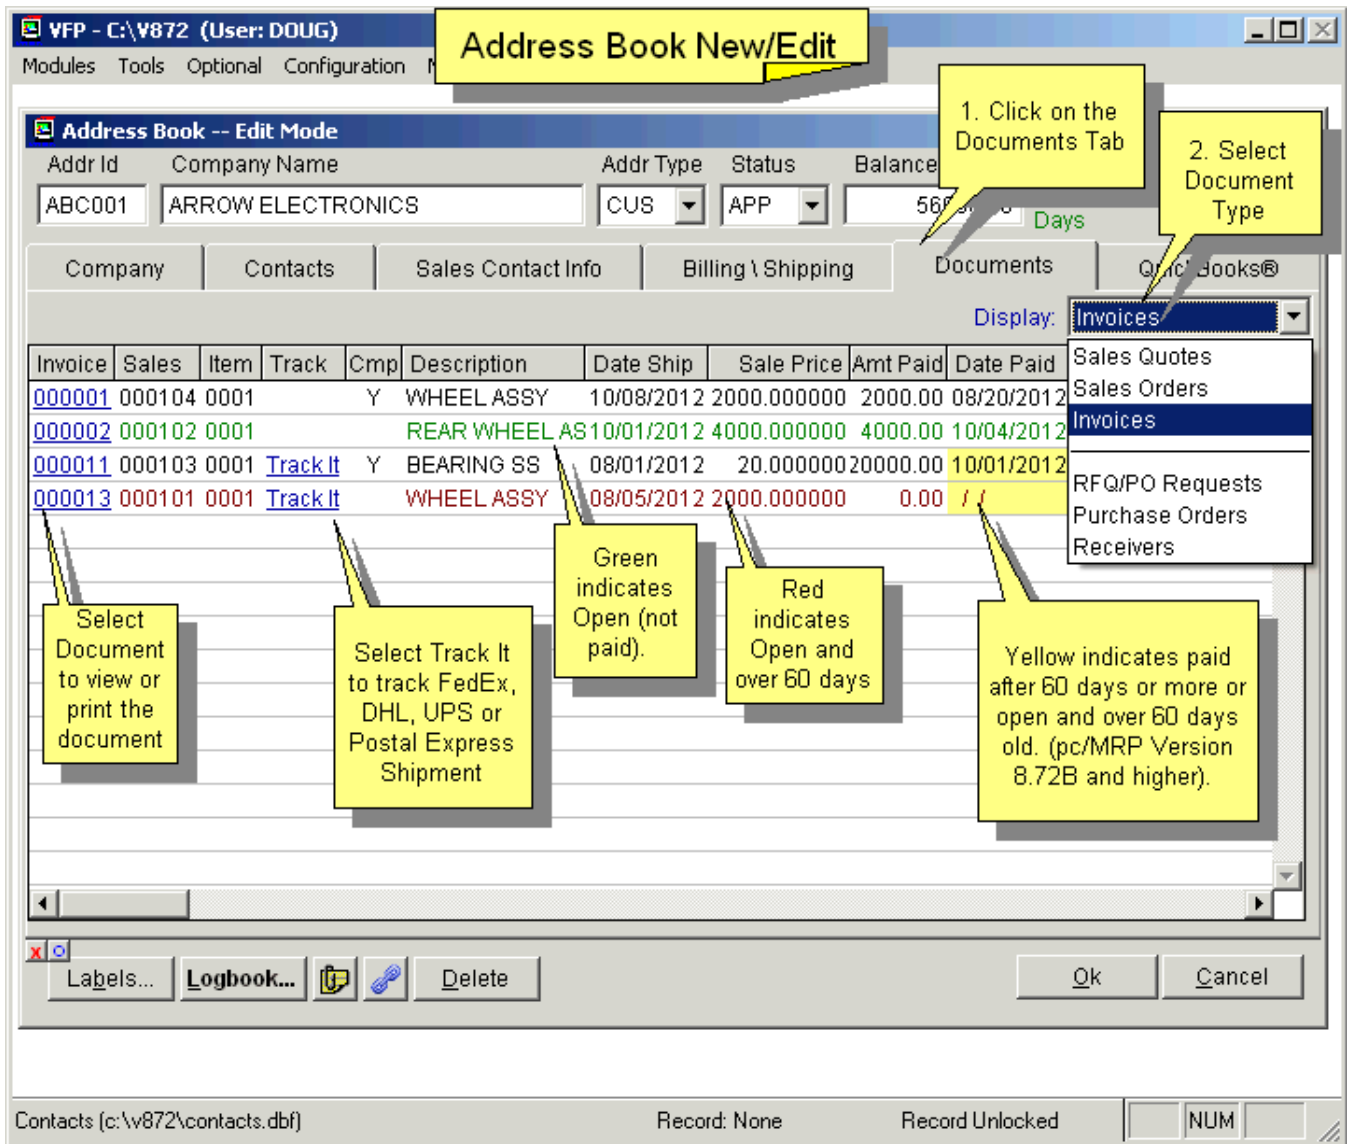 VFP - C:\V872 (User: DOUG)
Address Book New/Edit
Modules Tools Optional Configuration
1. Click on the
Documents Tab
2. Select
Document
Type
Address Book -- Edit Mode
Addr Id Company Name Addr Type Status Balance
ABC001 ARROW ELECTRONICS CUS APP
Days
Company Contacts Sales Contact Info Billing \ Shipping Documents
Display: Invoices
Invoice Sales Item Track Cmp Description Date Ship Sale Price Amt Paid Date Paid
000001 000104 0001 Y WHEEL ASSY 10/08/2012 2000.000000 2000.00 08/20/2012
000002 000102 0001 REAR WHEEL AS 10/01/2012 4000.000000 4000.00 10/04/2012
000011 000103 0001 Track It Y BEARING SS 08/01/2012 20.000000 20000.00 10/01/2012
000013 000101 0001 Track It WHEEL ASSY 08/05/2012 2000.000000 0.00 / /
Sales Quotes
Sales Orders
Invoices
RFQ/PO Requests
Purchase Orders
Receivers
Select
Document
to view or
print the
document
Select Track It
to track FedEx,
DHL, UPS or
Postal Express
Shipment
Green
indicates
Open (not
paid).
Red
indicates
Open and
over 60 days
Yellow indicates paid
after 60 days or more or
open and over 60 days
old. (pc/MRP Version
8.72B and higher).
Labels... Logbook... Delete Ok Cancel
Contacts (c:\v872\contacts.dbf) Record: None Record Unlocked NUM